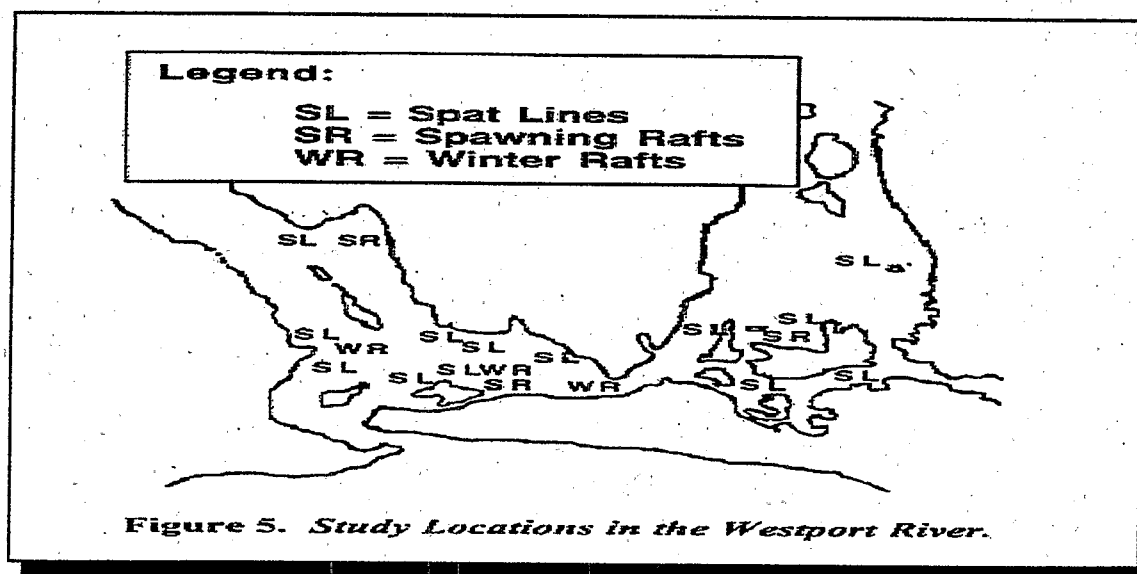 Legend:
SL = Spat Lines
SR = Spawning Rafts
WR = Winter Rafts
SL SR
SL
SL
SL
SL
SL
SR
SL
WR
SL
SL
SL
SL WR
SL
SR
WR
SL
SL
Figure 5. Study Locations in the Westport River.